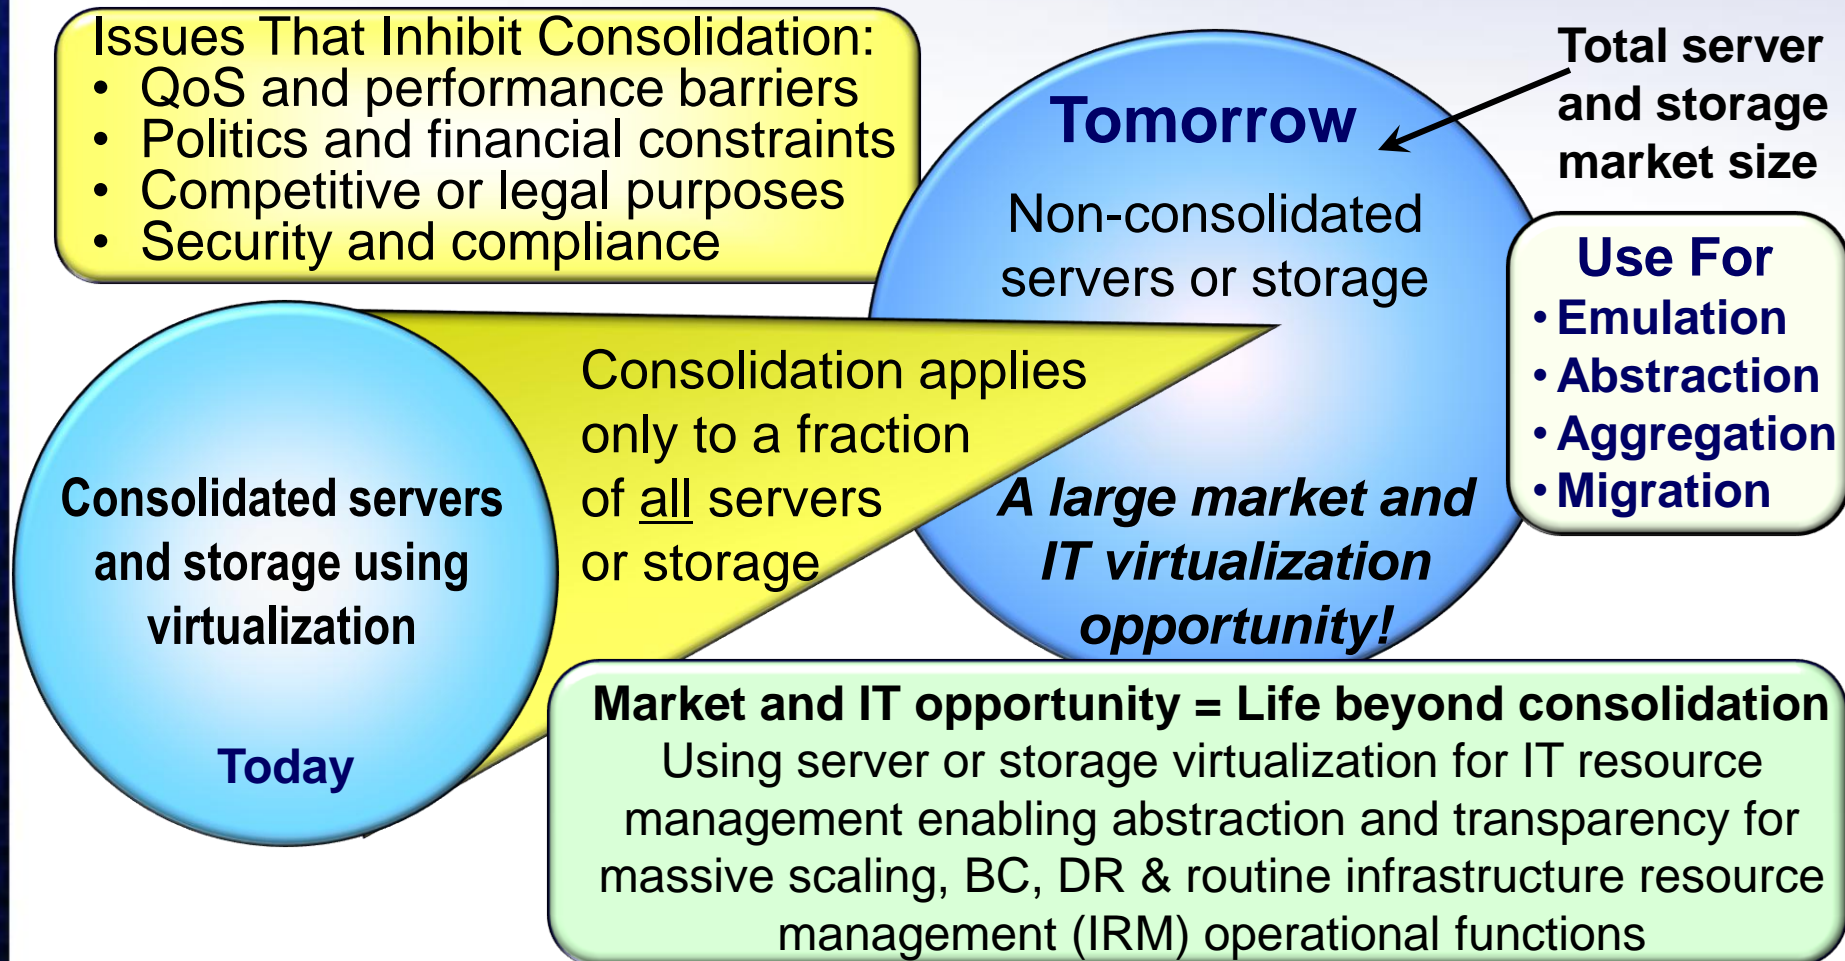 Issues That Inhibit Consolidation:
• QoS and performance barriers
• Politics and financial constraints
• Competitive or legal purposes
• Security and compliance
Tomorrow
Non-consolidated
servers or storage
Total server
and storage
market size
Use For
• Emulation
• Abstraction
• Aggregation
• Migration
Consolidation applies
only to a fraction
of all servers
or storage
A large market and
IT virtualization
opportunity!
Consolidated servers
and storage using
virtualization
Today
Market and IT opportunity = Life beyond consolidation
Using server or storage virtualization for IT resource
management enabling abstraction and transparency for
massive scaling, BC, DR & routine infrastructure resource
management (IRM) operational functions